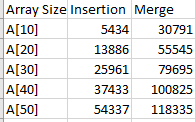 Array Size Insertion Merge
A[10] 5434 30791
A[20] 13886 55545
A[30] 25961 79695
A[40] 37433 100825
A[50] 54337 118335